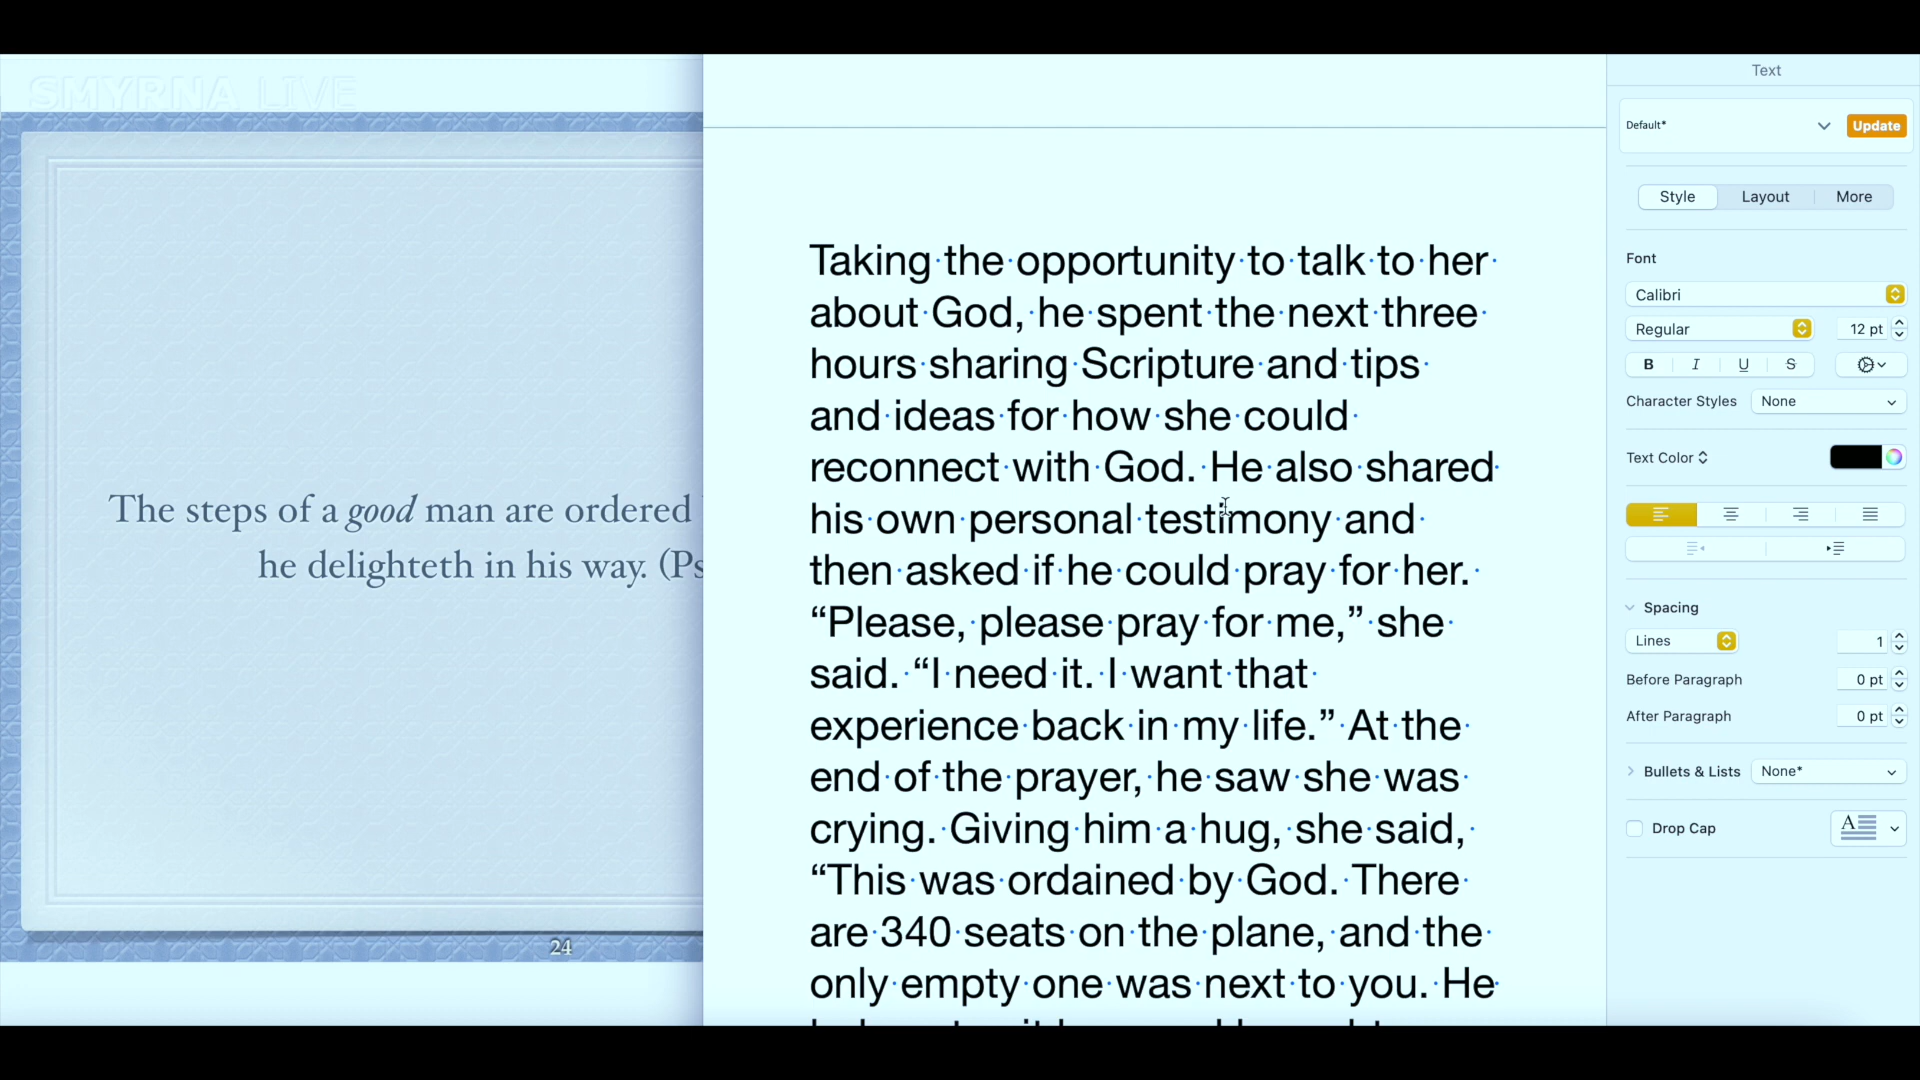 SMYRNA LIVE
The steps of a good man are ordered
he delighteth in his way. (Ps
24
Taking the opportunity to talk to her
about God, he spent the next three
hours sharing Scripture and tips
and ideas for how she could
reconnect with God. He also shared
his own personal testimony and
then asked if he could pray for her.
“Please, please pray for me,” she
said. “I need it. I want that
experience back in my life.” At the
end of the prayer, he saw she was
crying. Giving him a hug, she said,
“This was ordained by God. There
are 340 seats on the plane, and the
only empty one was next to you. He
Text
Default*
Update
Style Layout More
Font
Calibri
Regular 12 pt
B I U S
Character Styles None
Text Color
Spacing
Lines 1
Before Paragraph 0 pt
After Paragraph 0 pt
Bullets & Lists None*
Drop Cap A